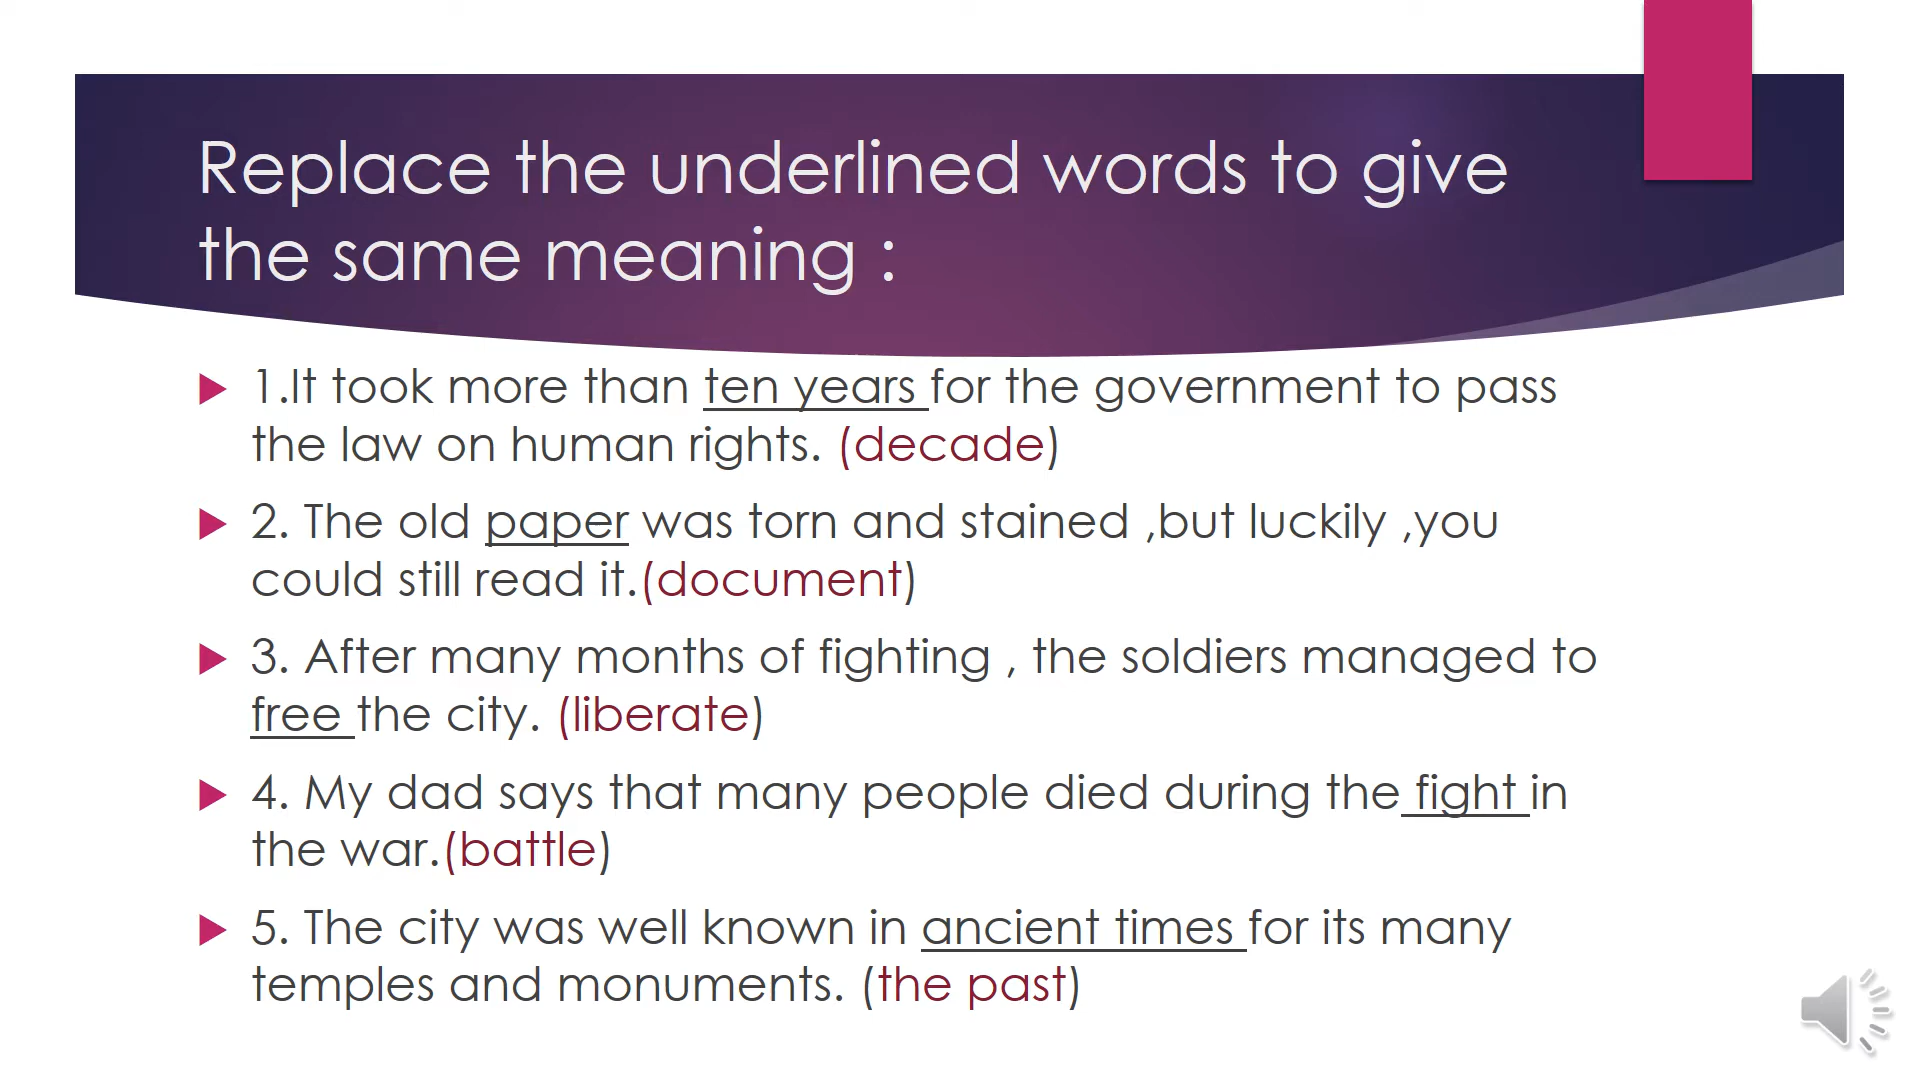 Replace the underlined words to give
the same meaning :
1.It took more than ten years for the government to pass
the law on human rights. (decade)
2. The old paper was torn and stained ,but luckily ,you
could still read it.(document)
3. After many months of fighting , the soldiers managed to
free the city. (liberate)
4. My dad says that many people died during the fight in
the war.(battle)
5. The city was well known in ancient times for its many
temples and monuments. (the past)